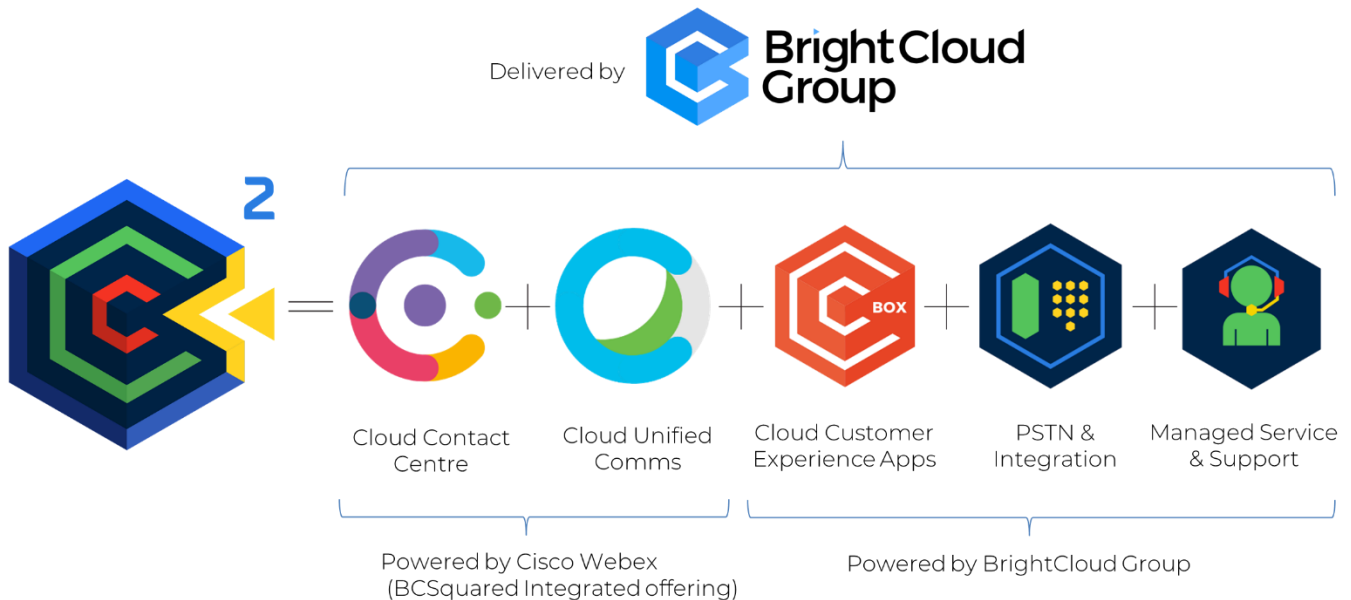 Delivered by
BrightCloud
Group
2
BOX
Cloud Contact
Centre
Cloud Unified
Comms
Cloud Customer
Experience Apps
PSTN &
Integration
Managed Service
& Support
Powered by Cisco Webex
(BCSquared Integrated offering)
Powered by BrightCloud Group